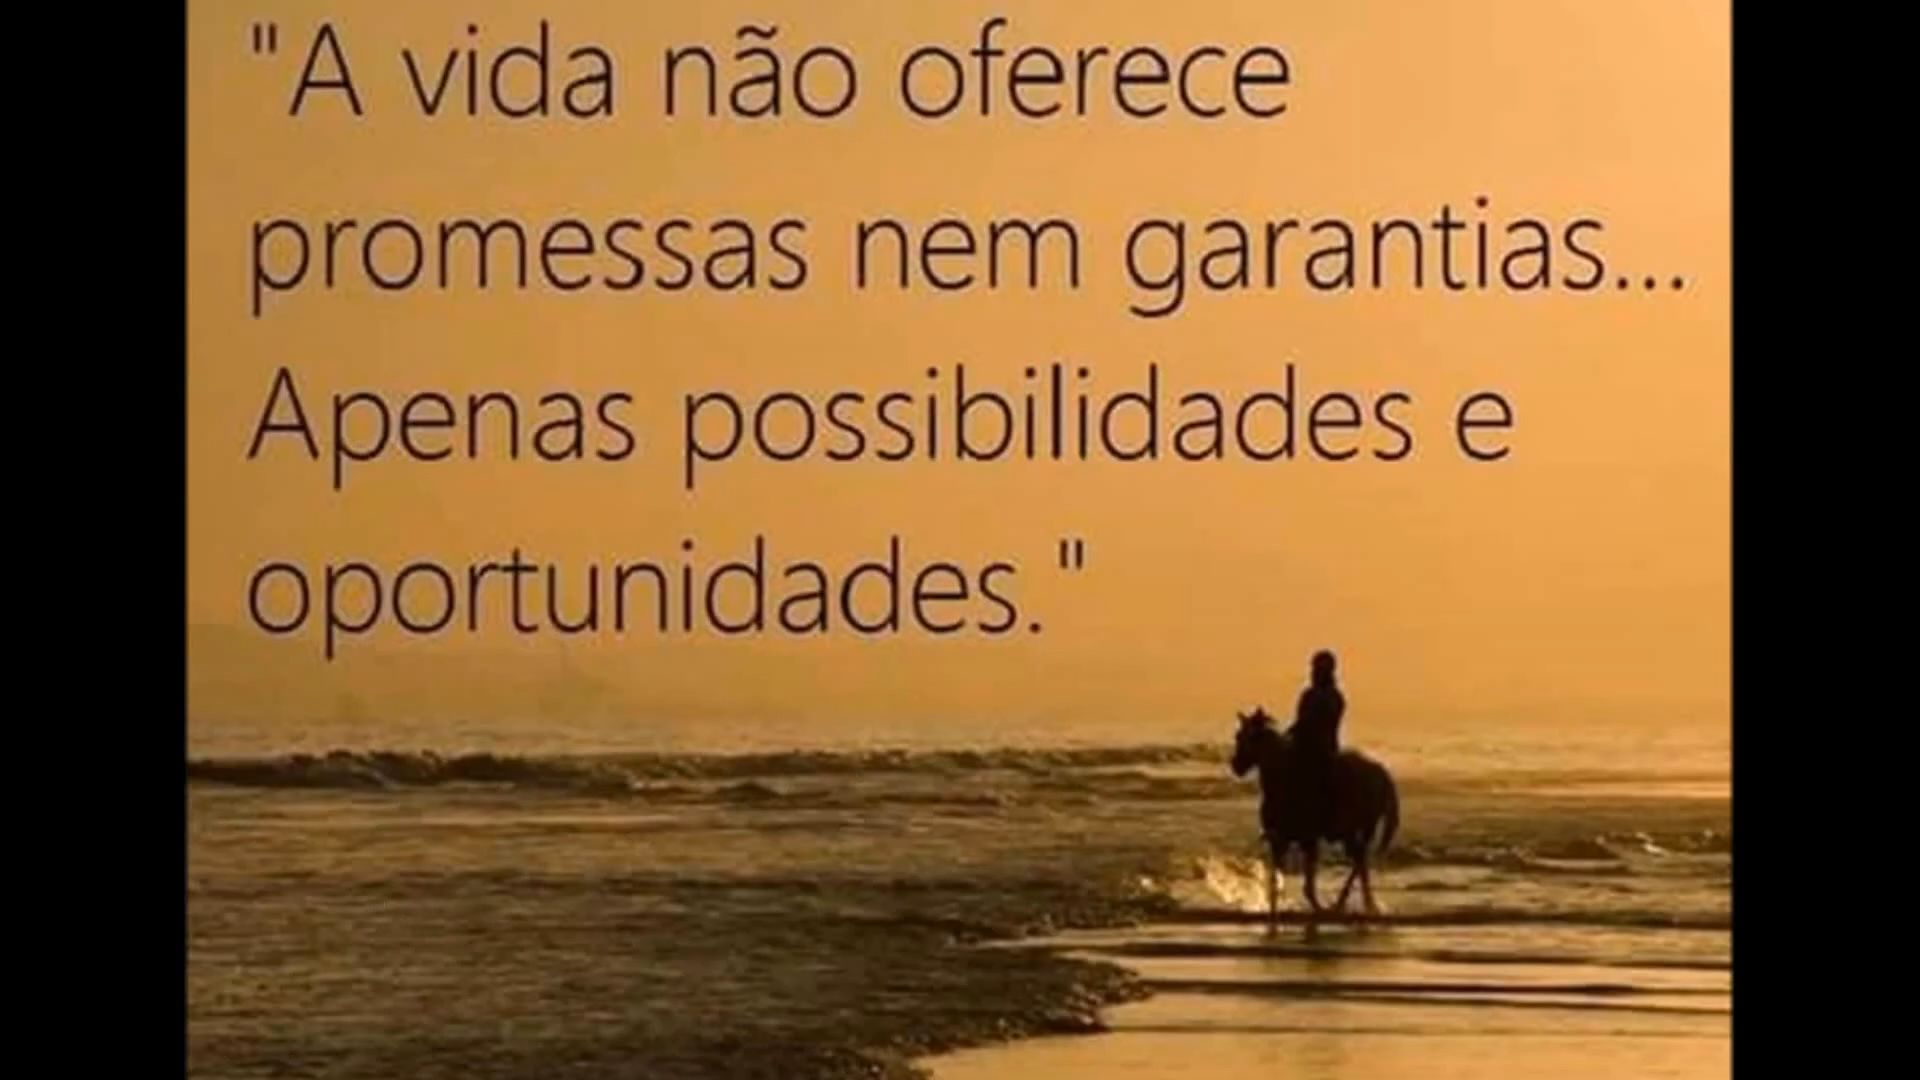 "A vida não oferece
promessas nem garantias...
Apenas possibilidades e
oportunidades."